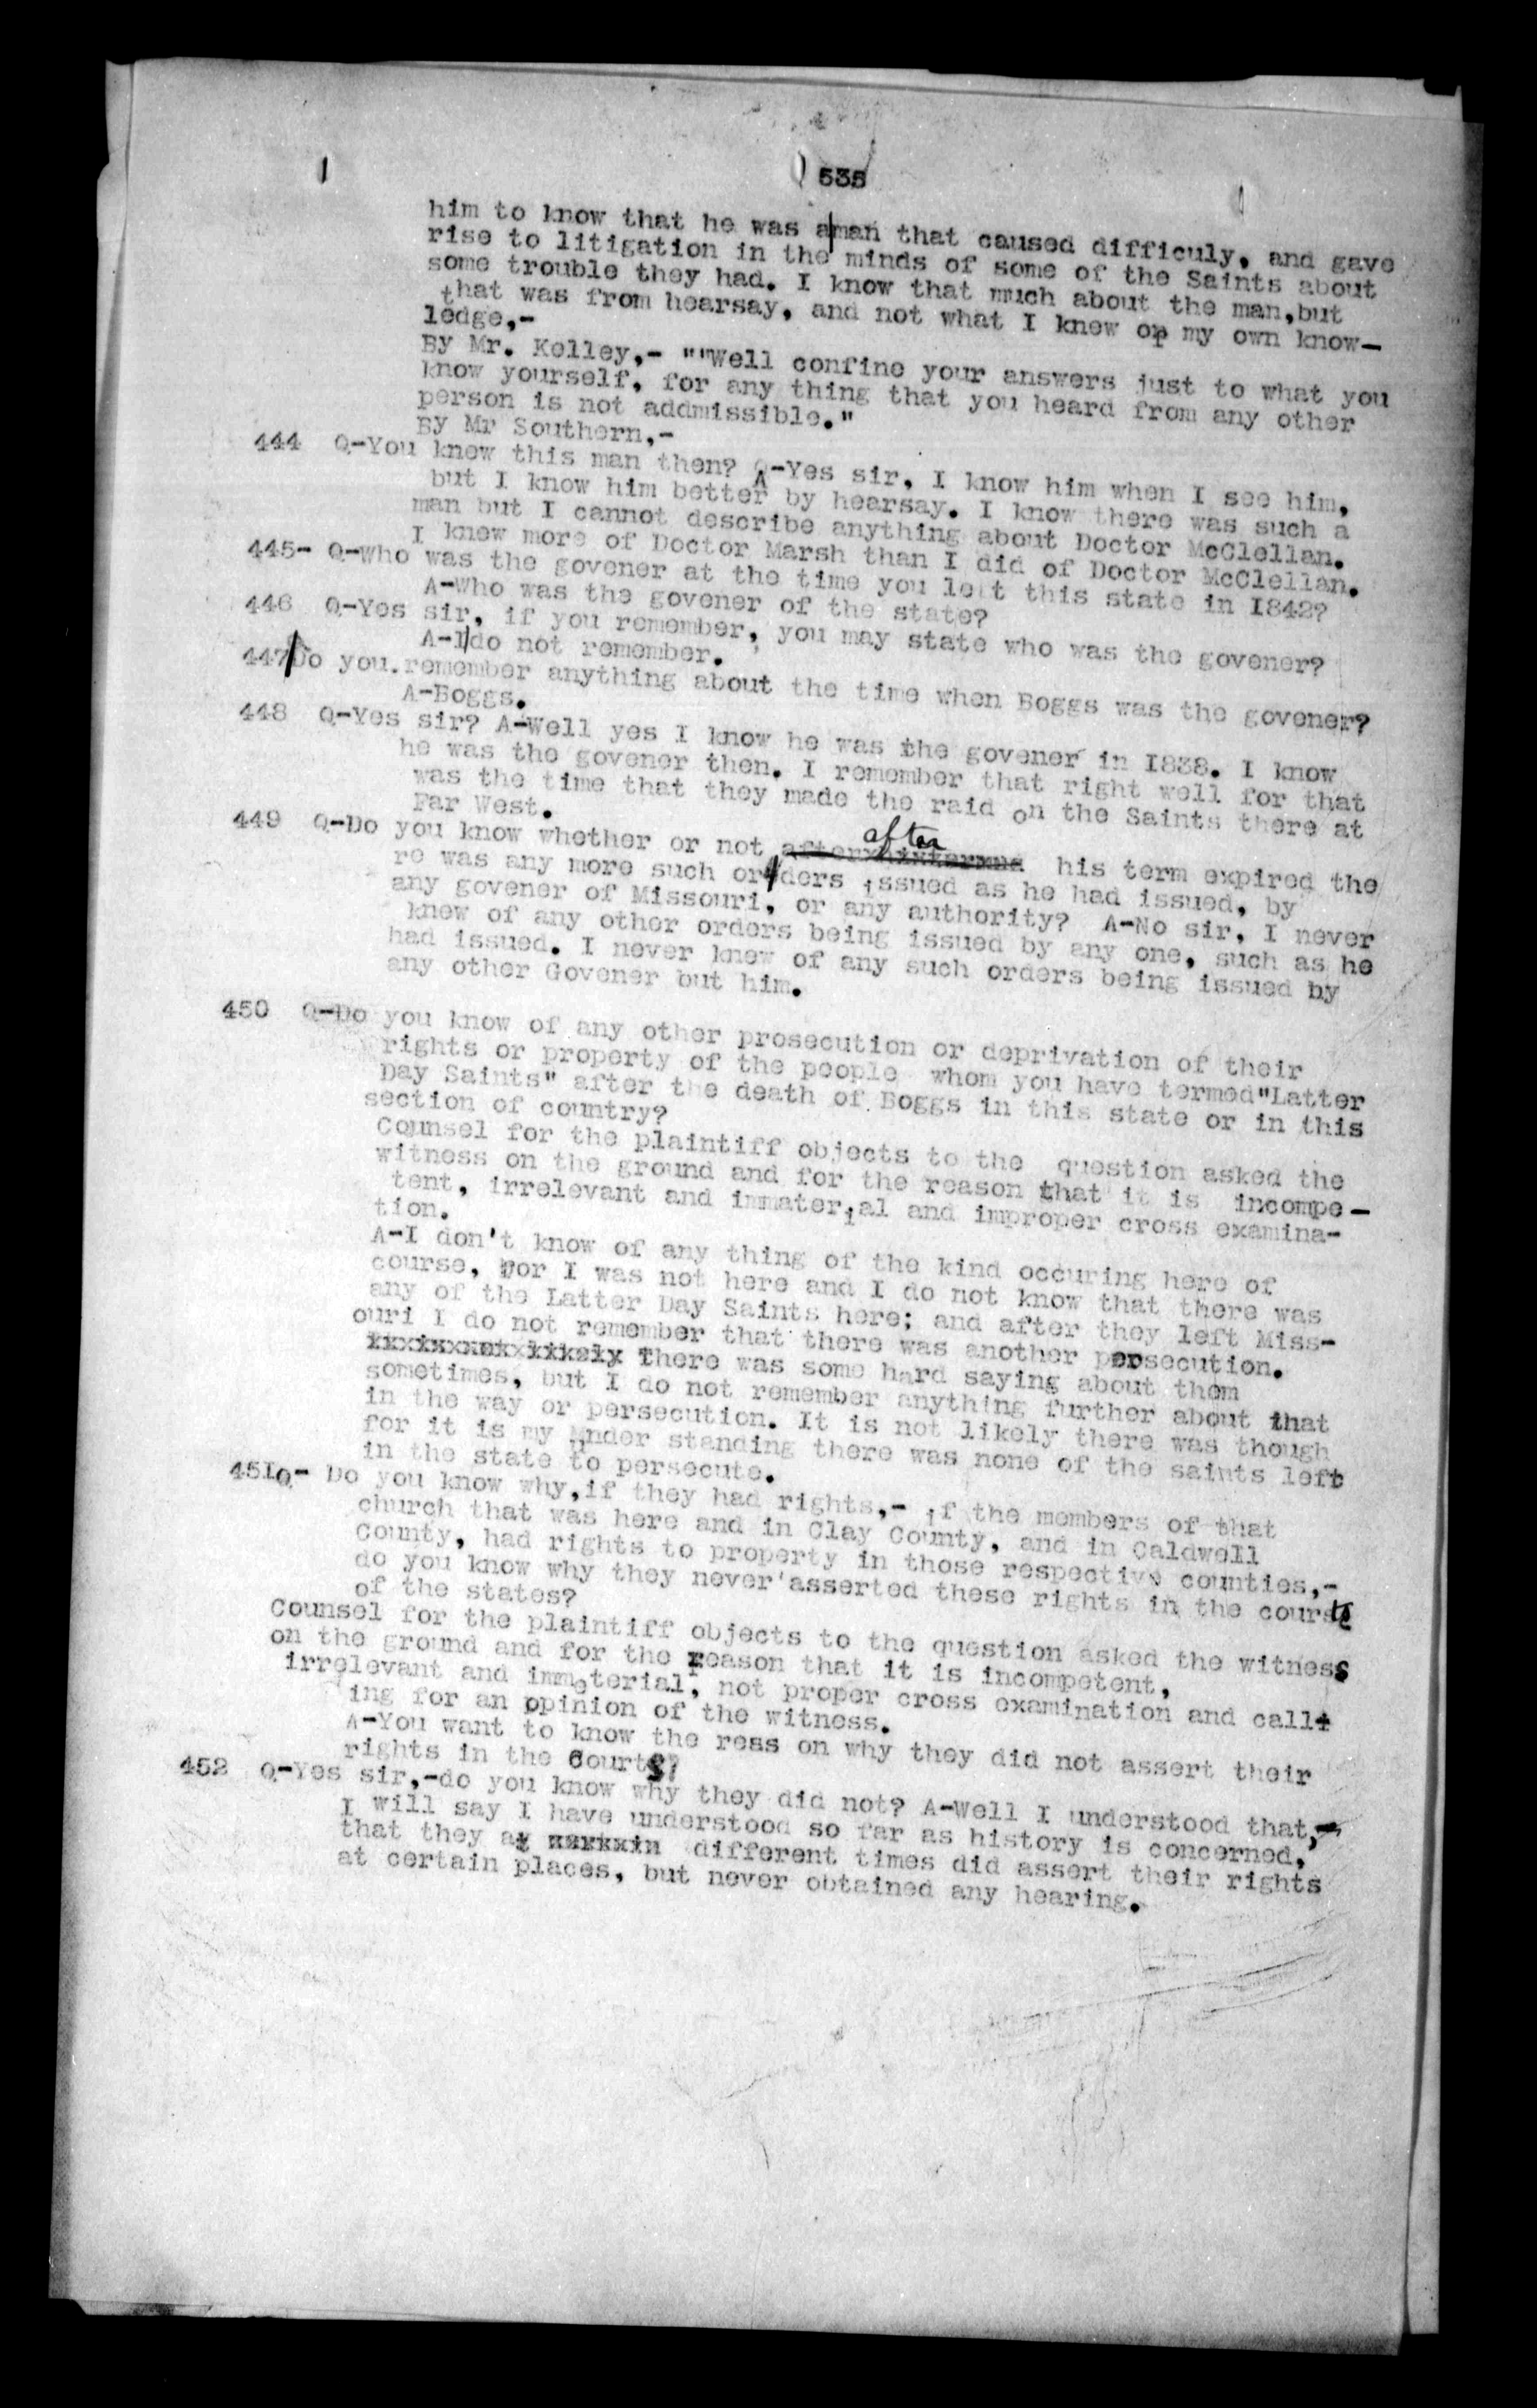 535
him to know that he was a man that caused difficuly, and gave
rise to litigation in the minds of some of the Saints about
some trouble they had. I know that much about the man,but
that was from hearsay, and not what I knew of my own know-
ledge,-
By Mr. Kelley,- ""Well confine your answers just to what you
know yourself, for any thing that you heard from any other
person is not addmissible."
By Mr Southern,-
444 Q-You knew this man then? A-Yes sir, I know him when I see him,
but I know him better by hearsay. I know there was such a
man but I cannot describe anything about Doctor McClellan.
I knew more of Doctor Marsh than I did of Doctor McClellan.
445- Q-Who was the govener at the time you left this state in I842?
A-Who was the govener of the state?
446 Q-Yes sir, if you remember, you may state who was the govener?
A-I do not remember.
447 Do you.remember anything about the time when Boggs was the govener?
A-Boggs.
448 Q-Yes sir? A-Well yes I know he was the govener in I838. I know
he was the govener then. I remember that right well for that
was the time that they made the raid on the Saints there at
Far West.
449 Q-Do you know whether or not after his term expired the
re was any more such orders issued as he had issued, by
any govener of Missouri, or any authority? A-No sir, I never
knew of any other orders being issued by any one, such as he
had issued. I never knew of any such orders being issued by
any other Govener but him.
450 Q-Do you know of any other prosecution or deprivation of their
rights or property of the people whom you have termed"Latter
Day Saints" after the death of Boggs in this state or in this
section of country?
Counsel for the plaintiff objects to the question asked the
witness on the ground and for the reason that it is incompe-
tent, irrelevant and immaterial and improper cross examina-
tion.
A-I don't know of any thing of the kind occuring here of
course, for I was not here and I do not know that there was
any of the Latter Day Saints here; and after they left Miss-
ouri I do not remember that there was another persecution.
There was some hard saying about them
sometimes, but I do not remember anything further about that
in the way or persecution. It is not likely there was though
for it is my under standing there was none of the saints left
in the state to persecute.
451Q- Do you know why,if they had rights,- if the members of that
church that was here and in Clay County, and in Caldwell
County, had rights to property in those respective counties,-
do you know why they never asserted these rights in the courts
of the states?
Counsel for the plaintiff objects to the question asked the witness
on the ground and for the reason that it is incompetent,
irrelevant and immaterial, not proper cross examination and call+
ing for an opinion of the witness.
A-You want to know the reas on why they did not assert their
rights in the Courts?
452 Q-Yes sir,-do you know why they did not? A-Well I understood that,-
I will say I have understood so far as history is concerned,
that they at different times did assert their rights
at certain places, but never obtained any hearing.